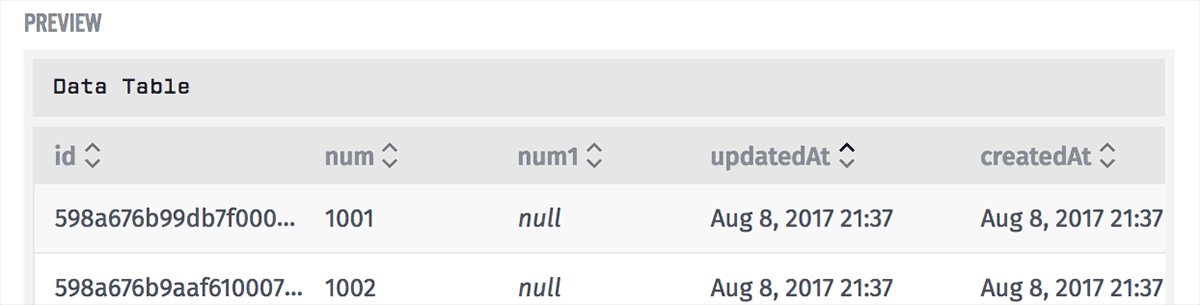 PREVIEW
Data Table
id num num1 updatedAt createdAt
598a676b99db7f000... 1001 null Aug 8, 2017 21:37 Aug 8, 2017 21:37
598a676b9aaf610007... 1002 null Aug 8, 2017 21:37 Aug 8, 2017 21:37